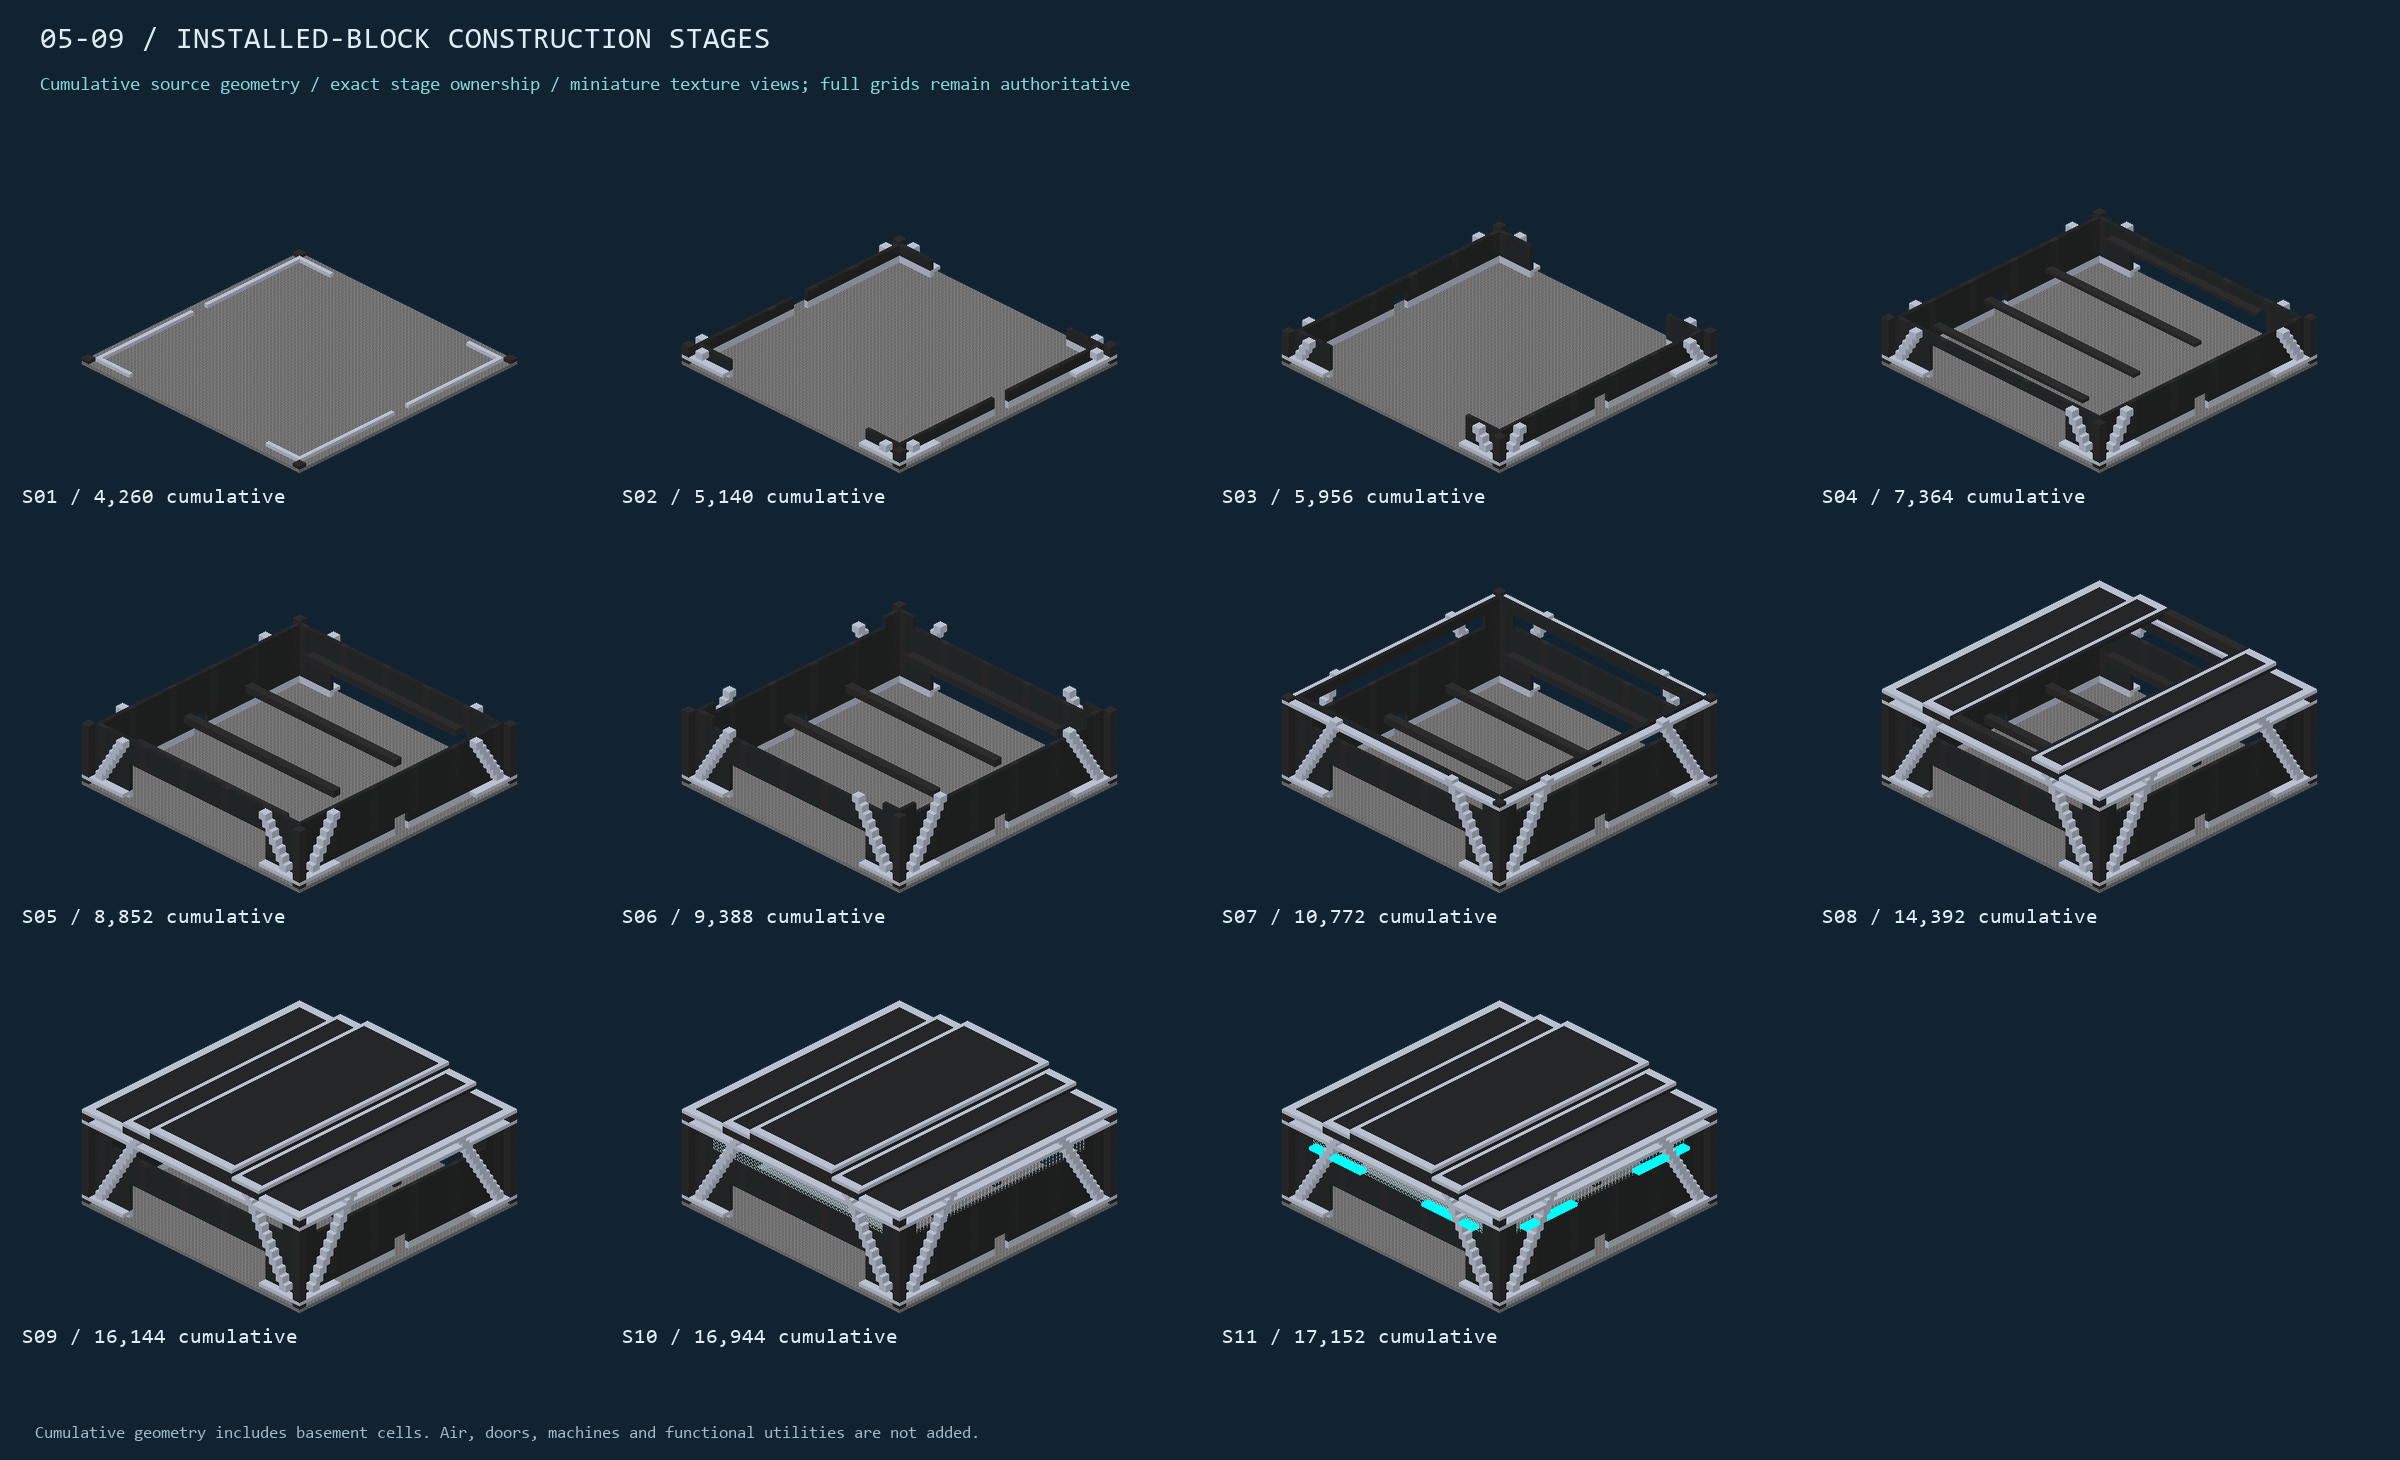 05-09 / INSTALLED-BLOCK CONSTRUCTION STAGES
Cumulative source geometry / exact stage ownership / miniature texture views; full grids remain authoritative
S01 / 4,260 cumulative
S02 / 5,140 cumulative
S03 / 5,956 cumulative
S04 / 7,364 cumulative
S05 / 8,852 cumulative
S06 / 9,388 cumulative
S07 / 10,772 cumulative
S08 / 14,392 cumulative
S09 / 16,144 cumulative
S10 / 16,944 cumulative
S11 / 17,152 cumulative
Cumulative geometry includes basement cells. Air, doors, machines and functional utilities are not added.